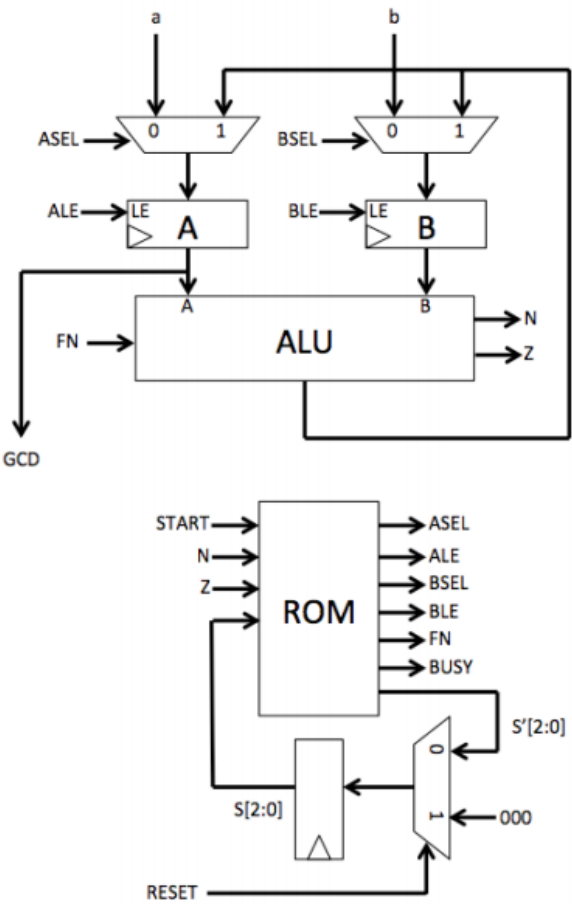 a b
0 1 0 1
ASEL BSEL
ALE LE A BLE LE B
A B
FN ALU N
Z
GCD
START ASEL
N ALE
Z BSEL
ROM BLE
FN
BUSY
S'[2:0]
0
S[2:0] 1 000
RESET